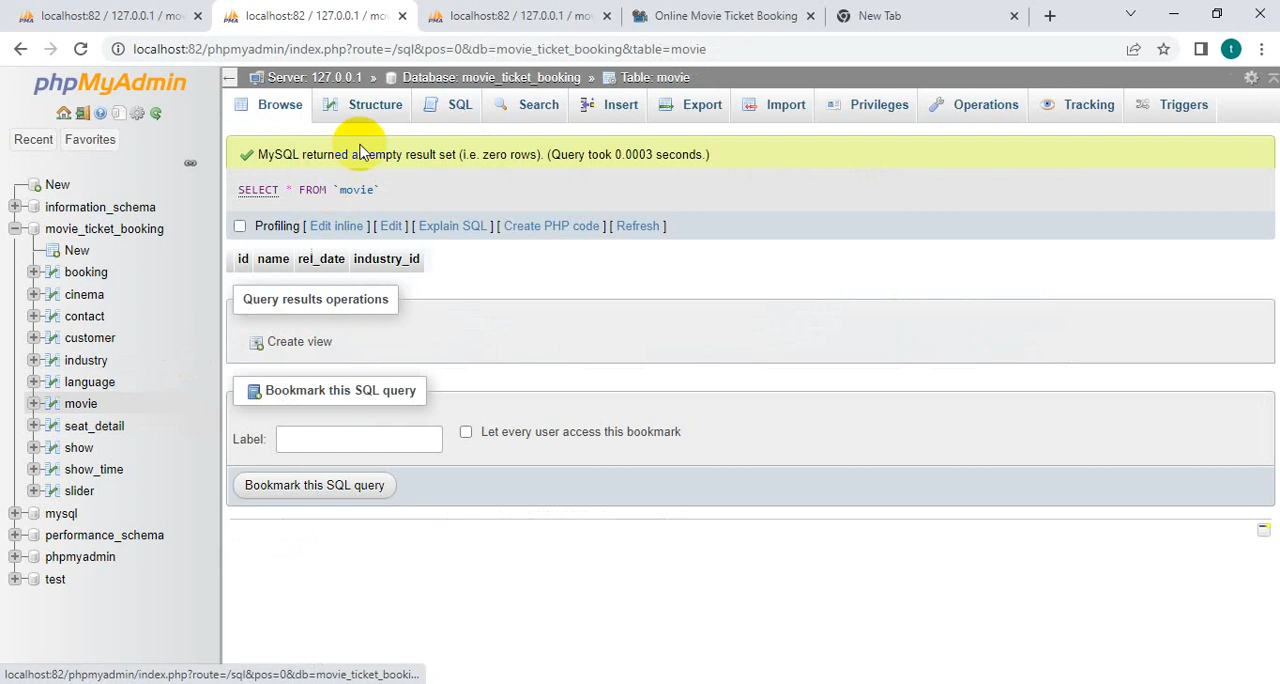 localhost:82 / 127.0.0.1 / mo
localhost:82 / 127.0.0.1 / mo
localhost:82 / 127.0.0.1 / mo
Online Movie Ticket Booking
New Tab
localhost:82/phpmyadmin/index.php?route=/sql&pos=0&db=movie_ticket_booking&table=movie
t
phpMyAdmin
Recent
Favorites
New
information_schema
movie_ticket_booking
New
booking
cinema
contact
customer
industry
language
movie
seat_detail
show
show_time
slider
mysql
performance_schema
phpmyadmin
test
Server: 127.0.0.1 » Database: movie_ticket_booking » Table: movie
Browse
Structure
SQL
Search
Insert
Export
Import
Privileges
Operations
Tracking
Triggers
MySQL returned an empty result set (i.e. zero rows). (Query took 0.0003 seconds.)
SELECT * FROM `movie`
Profiling [ Edit inline ] [ Edit ] [ Explain SQL ] [ Create PHP code ] [ Refresh ]
id name rel_date industry_id
Query results operations
Create view
Bookmark this SQL query
Label:
Let every user access this bookmark
Bookmark this SQL query
localhost:82/phpmyadmin/index.php?route=/sql&pos=0&db=movie_ticket_booki...